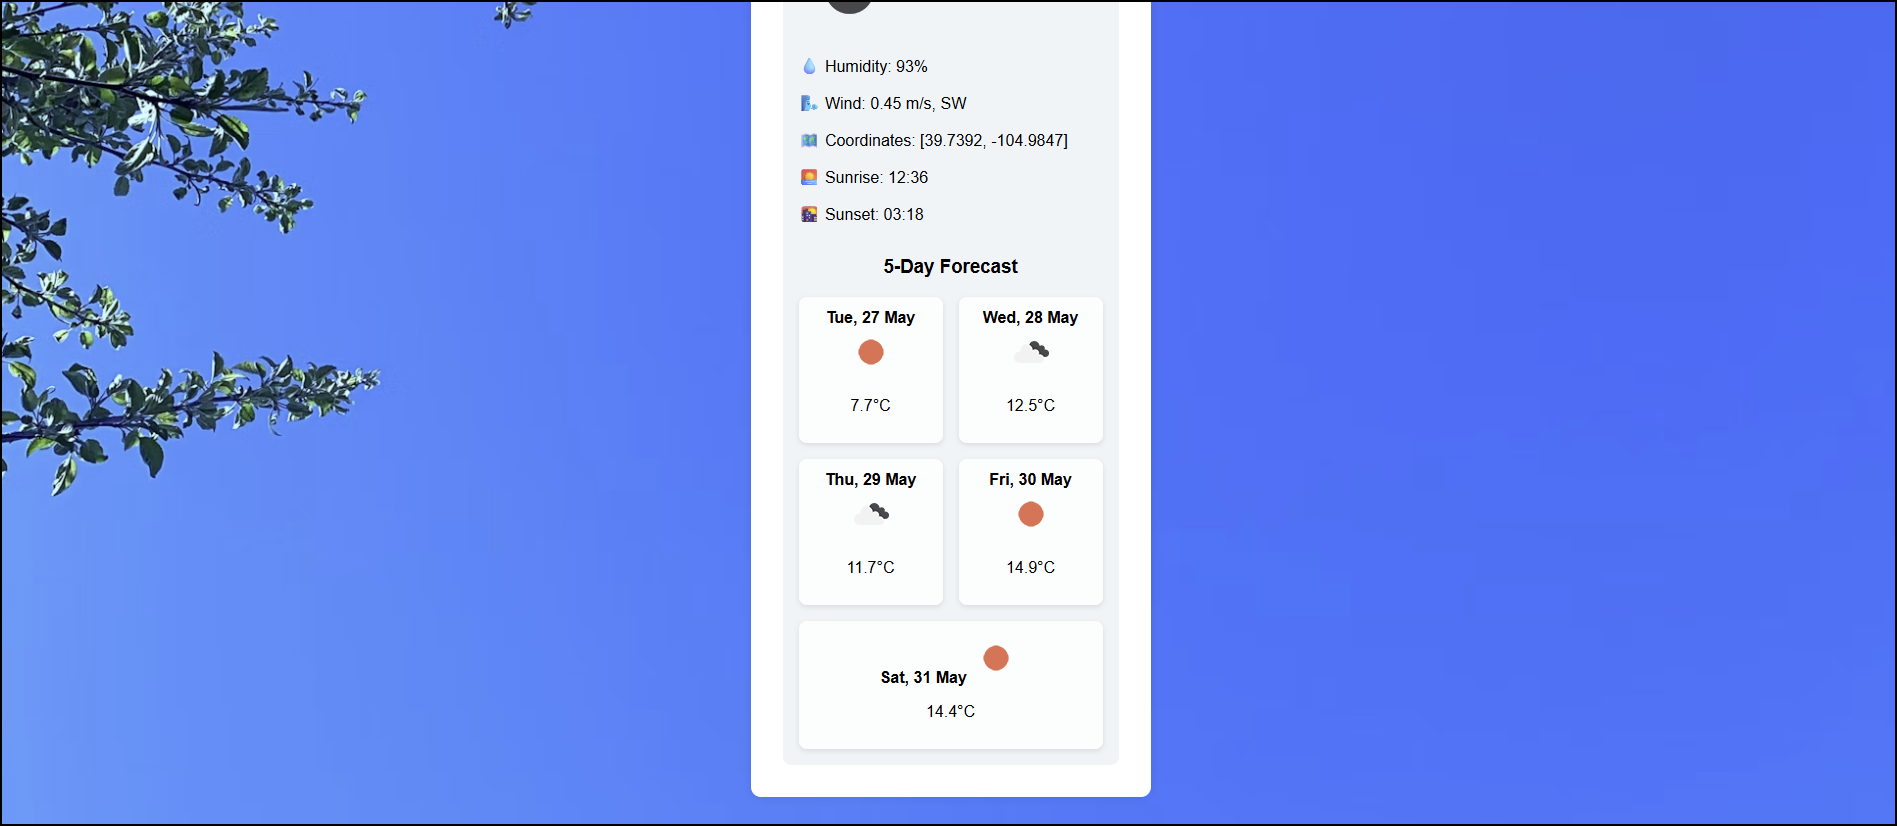 Humidity: 93%
Wind: 0.45 m/s, SW
Coordinates: [39.7392, -104.9847]
Sunrise: 12:36
Sunset: 03:18
5-Day Forecast
Tue, 27 May
7.7°C
Wed, 28 May
12.5°C
Thu, 29 May
11.7°C
Fri, 30 May
14.9°C
Sat, 31 May
14.4°C